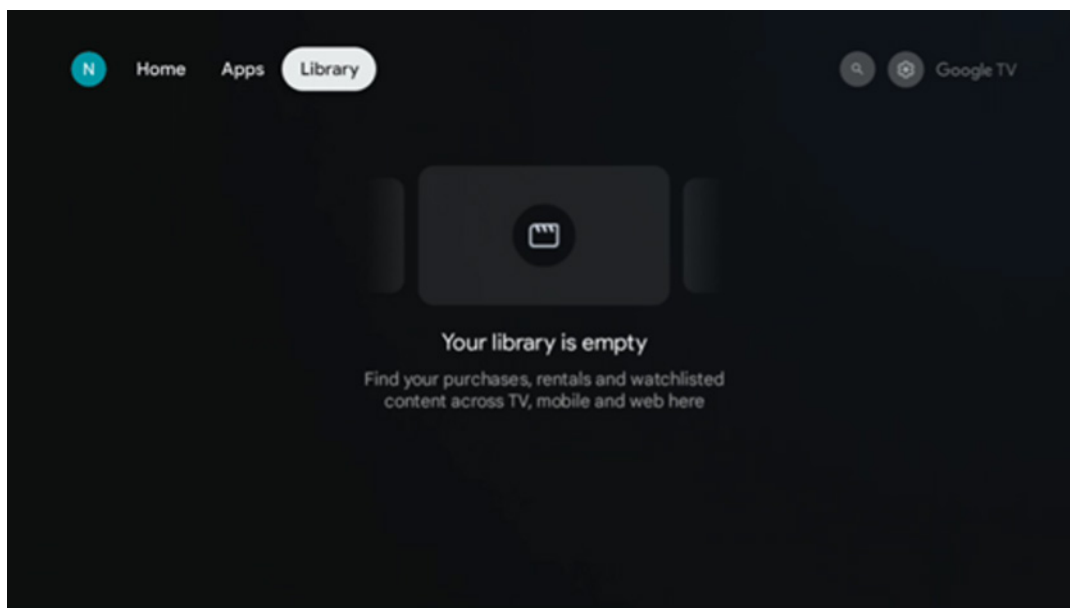 N Home Apps Library Google TV
Your library is empty
Find your purchases, rentals and watchlisted
content across TV, mobile and web here